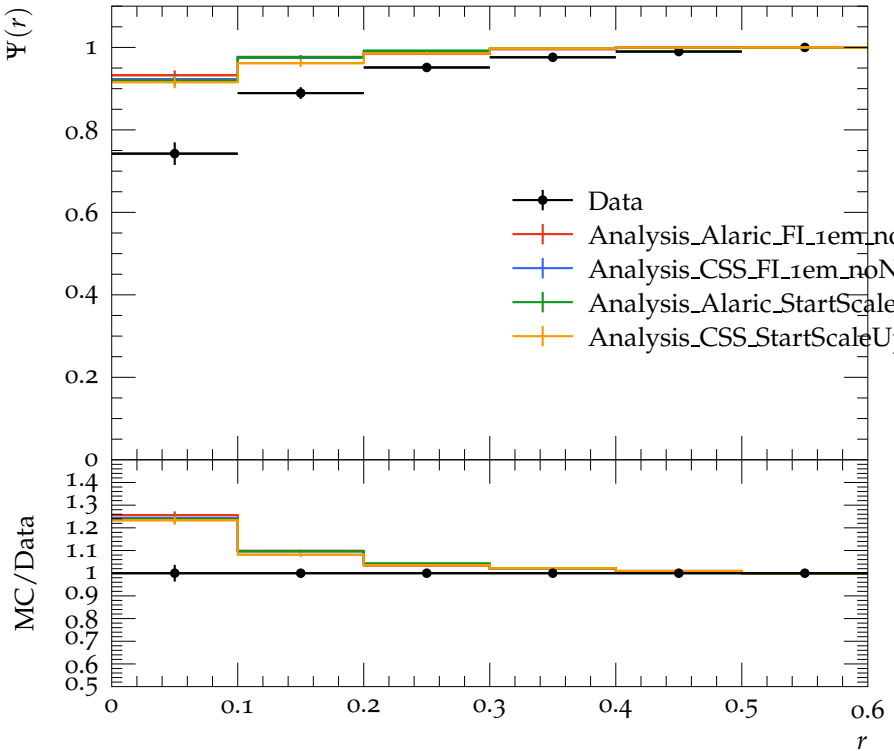 Ψ(r)
1
0.8
0.6
0.4
0.2
0
Data
Analysis_Alaric_FI_1em_no
Analysis_CSS_FI_1em_noN
Analysis_Alaric_StartScale
Analysis_CSS_StartScaleU
MC/Data
1.4
1.3
1.2
1.1
1
0.9
0.8
0.7
0.6
0.5
0 0.1 0.2 0.3 0.4 0.5 0.6
r